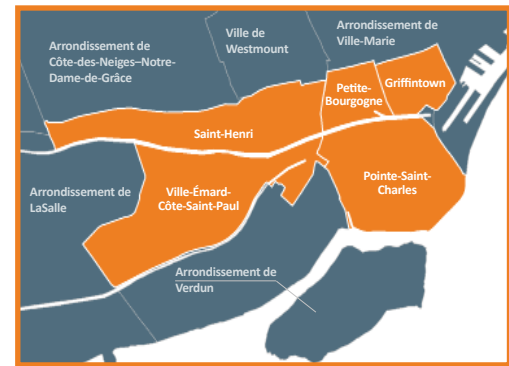 Arrondissement de
Côte-des-Neiges–Notre-
Dame-de-Grâce
Ville de
Westmount
Arrondissement de
Ville-Marie
Petite-
Bourgogne
Griffintown
Saint-Henri
Arrondissement de
LaSalle
Ville-Émard-
Côte-Saint-Paul
Pointe-Saint-
Charles
Arrondissement de
Verdun